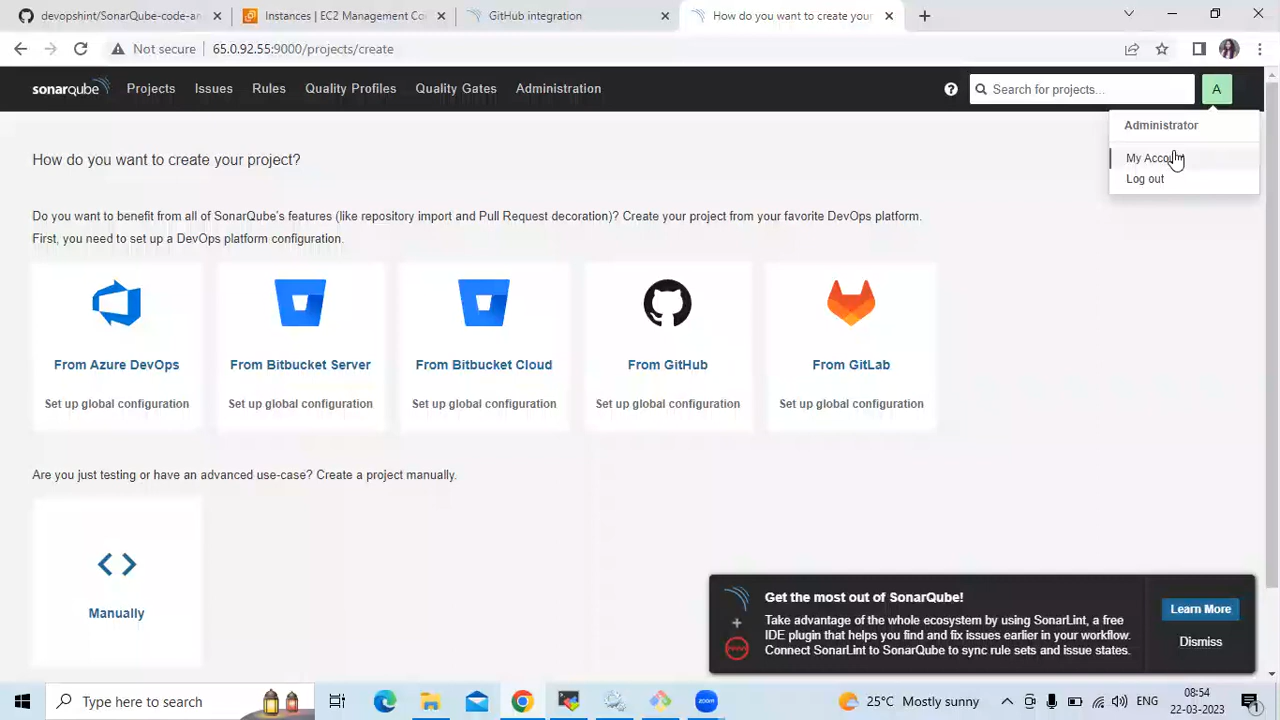 devopshint/SonarQube-code-an
Instances | EC2 Management Con
GitHub integration
How do you want to create your
Not secure
65.0.92.55:9000/projects/create
sonarqube
Projects
Issues
Rules
Quality Profiles
Quality Gates
Administration
Search for projects...
A
Administrator
My Account
Log out
How do you want to create your project?
Do you want to benefit from all of SonarQube's features (like repository import and Pull Request decoration)? Create your project from your favorite DevOps platform.
First, you need to set up a DevOps platform configuration.
From Azure DevOps
From Bitbucket Server
From Bitbucket Cloud
From GitHub
From GitLab
Set up global configuration
Set up global configuration
Set up global configuration
Set up global configuration
Set up global configuration
Are you just testing or have an advanced use-case? Create a project manually.
Manually
Get the most out of SonarQube!
Take advantage of the whole ecosystem by using SonarLint, a free
IDE plugin that helps you find and fix issues earlier in your workflow.
Connect SonarLint to SonarQube to sync rule sets and issue states.
Learn More
Dismiss
Type here to search
zoom
25°C Mostly sunny
ENG
08:54
22-03-2023
1